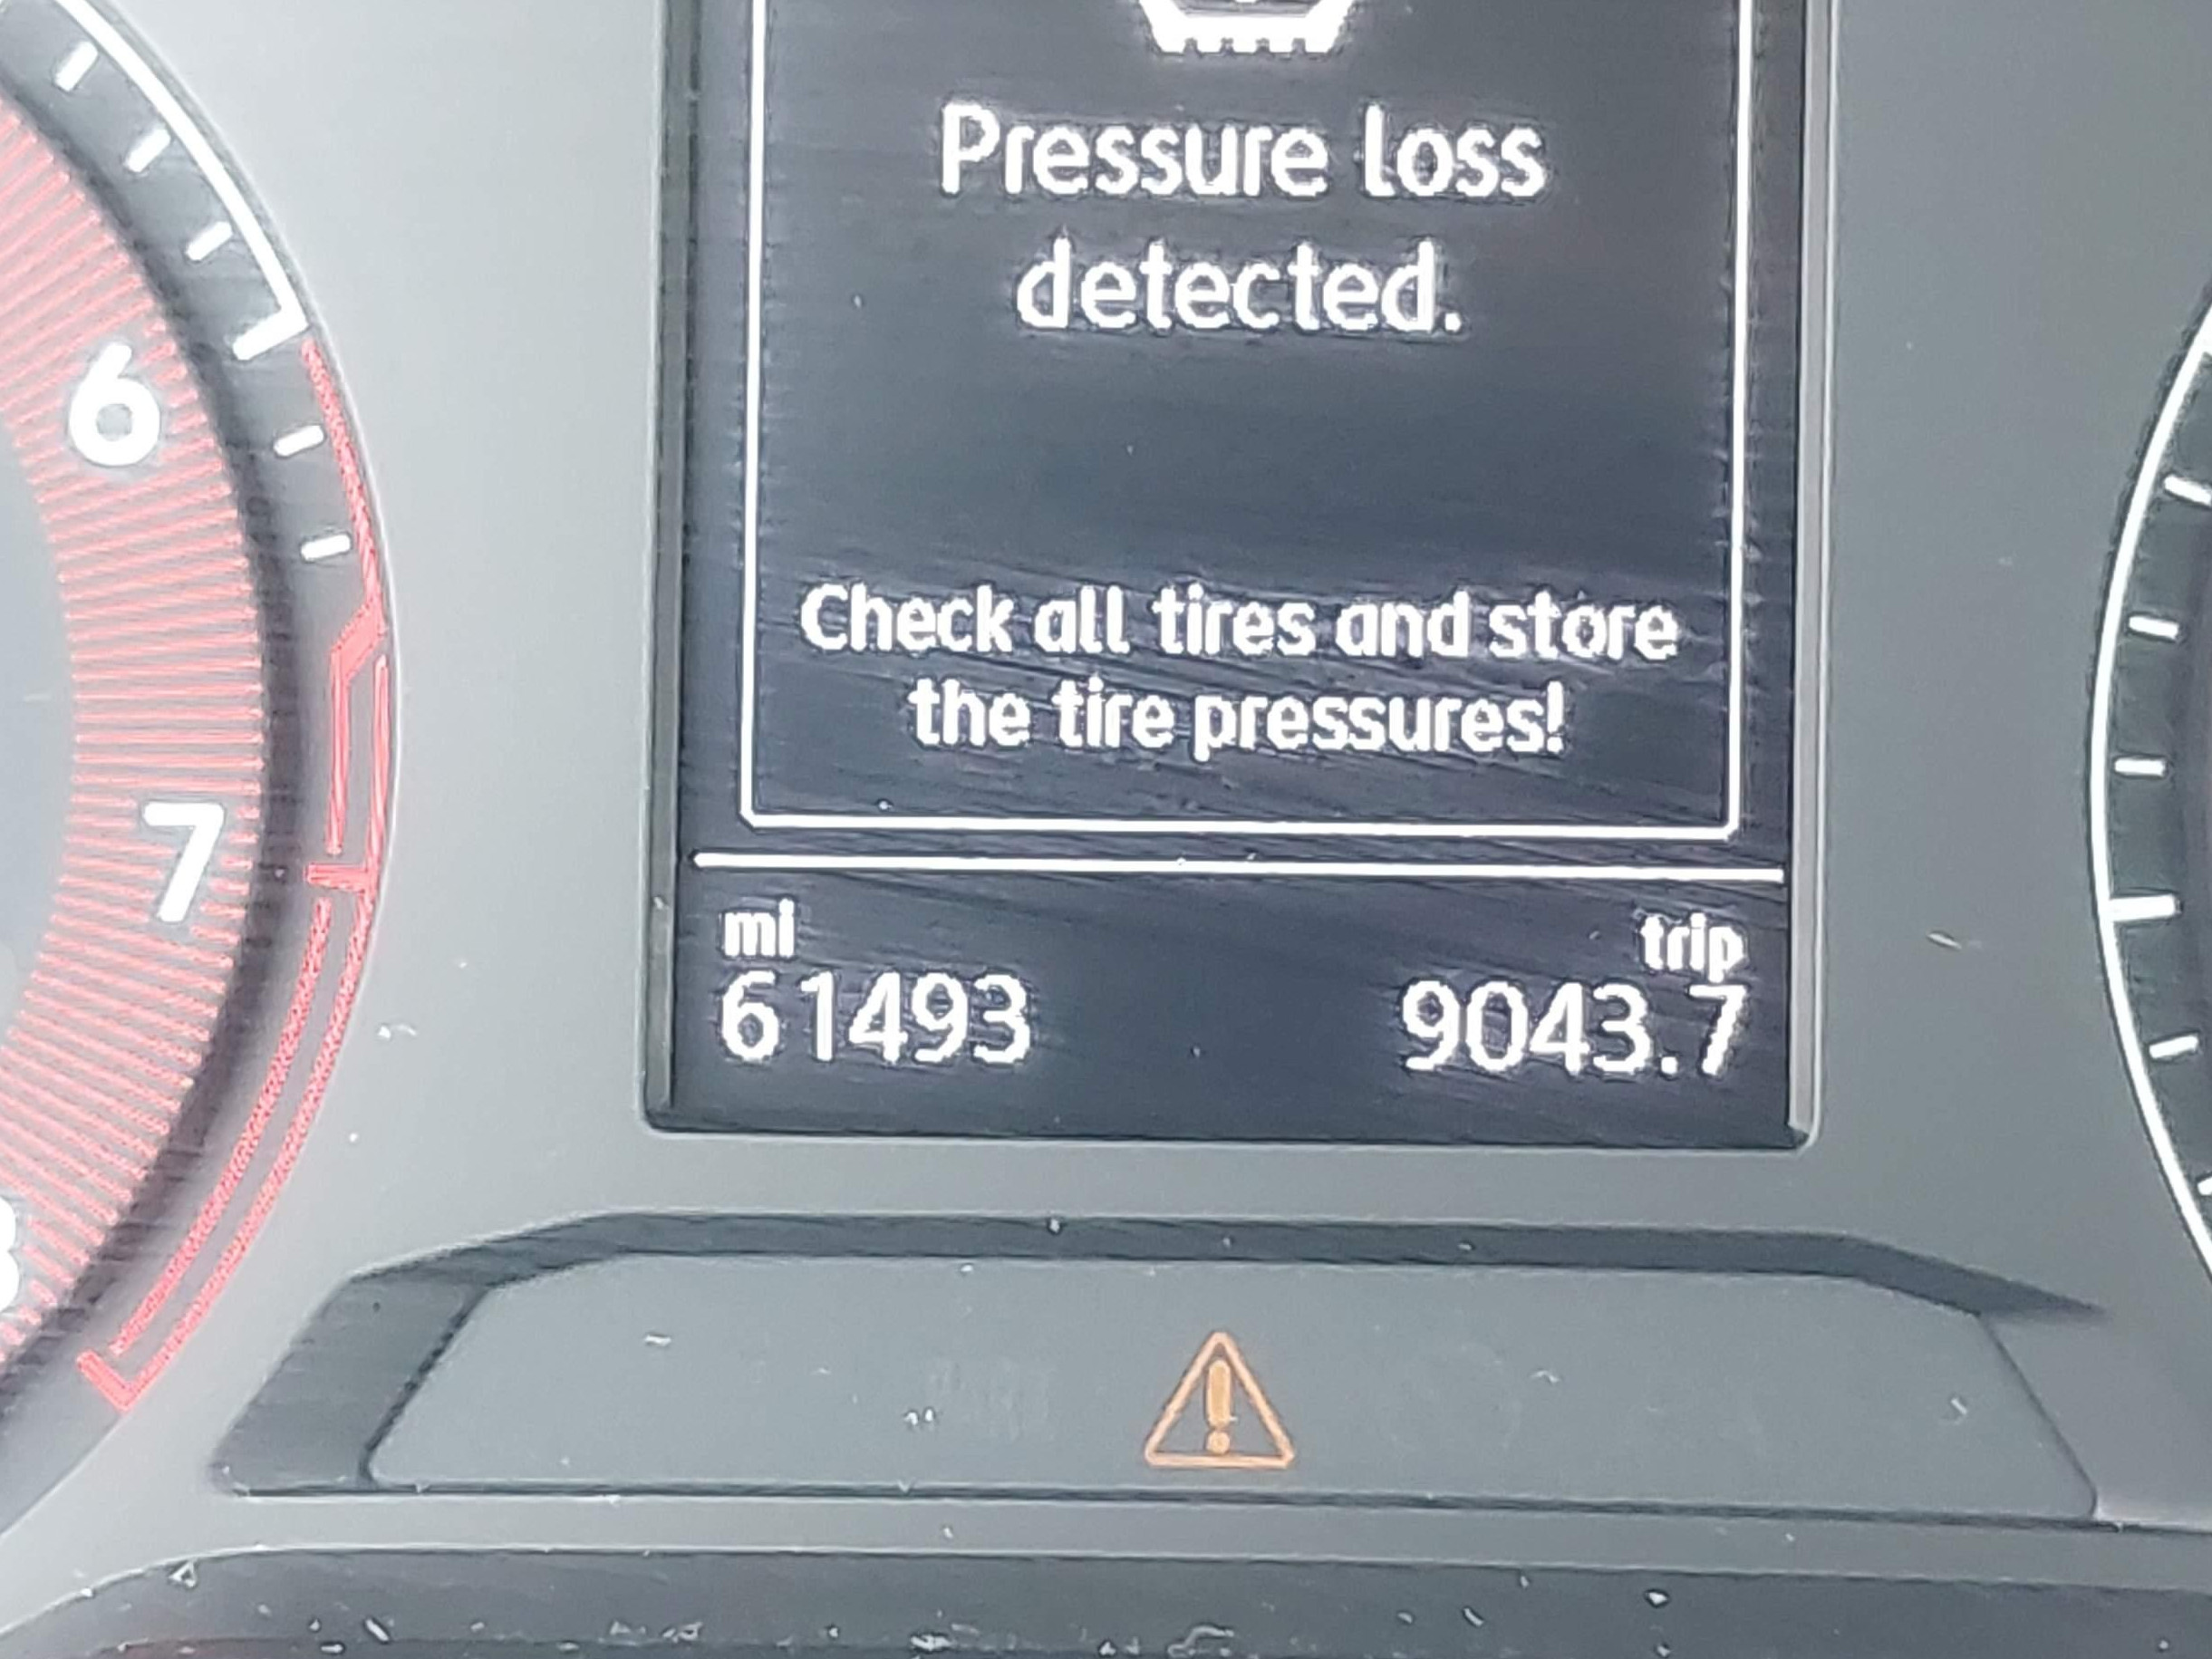 Pressure loss
detected.
Check all tires and store
the tire pressures!
mi
trip
61493
9043.7
6
7